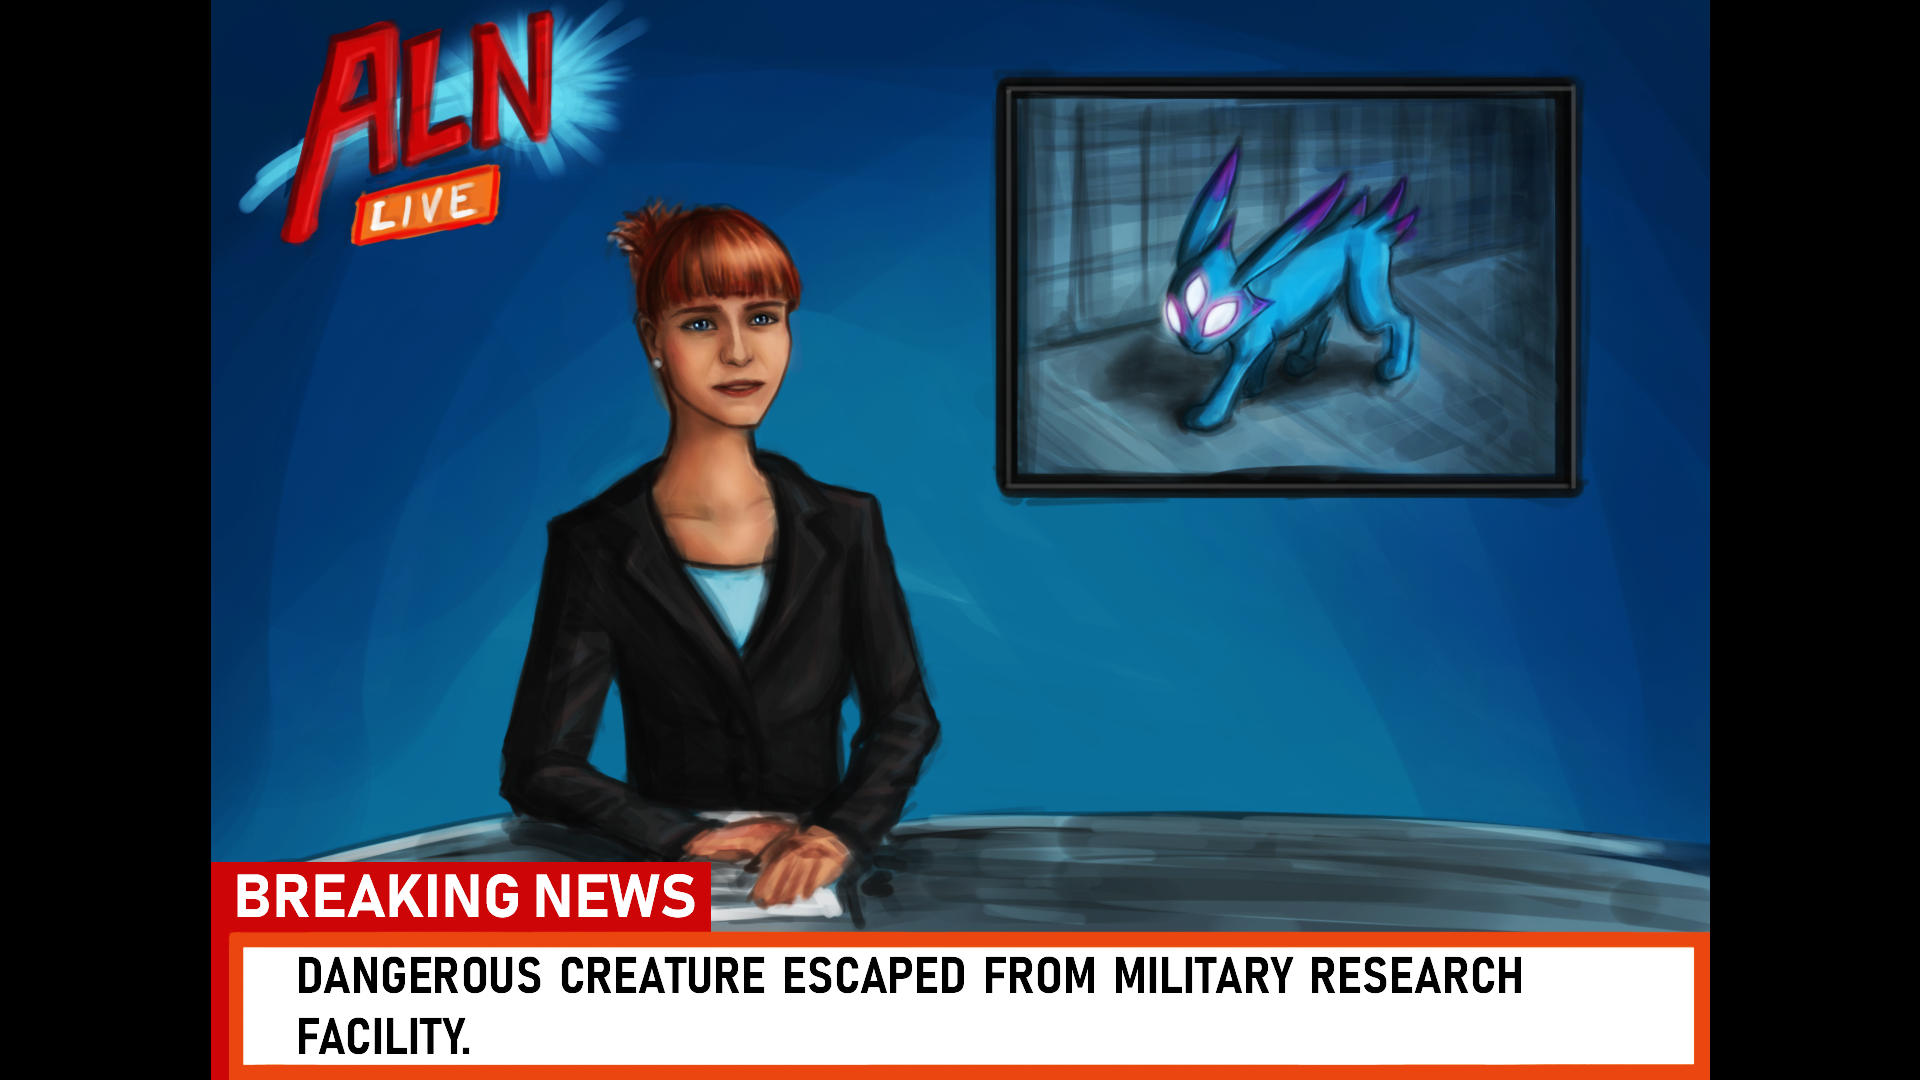 ALN
LIVE
BREAKING NEWS
DANGEROUS CREATURE ESCAPED FROM MILITARY RESEARCH
FACILITY.